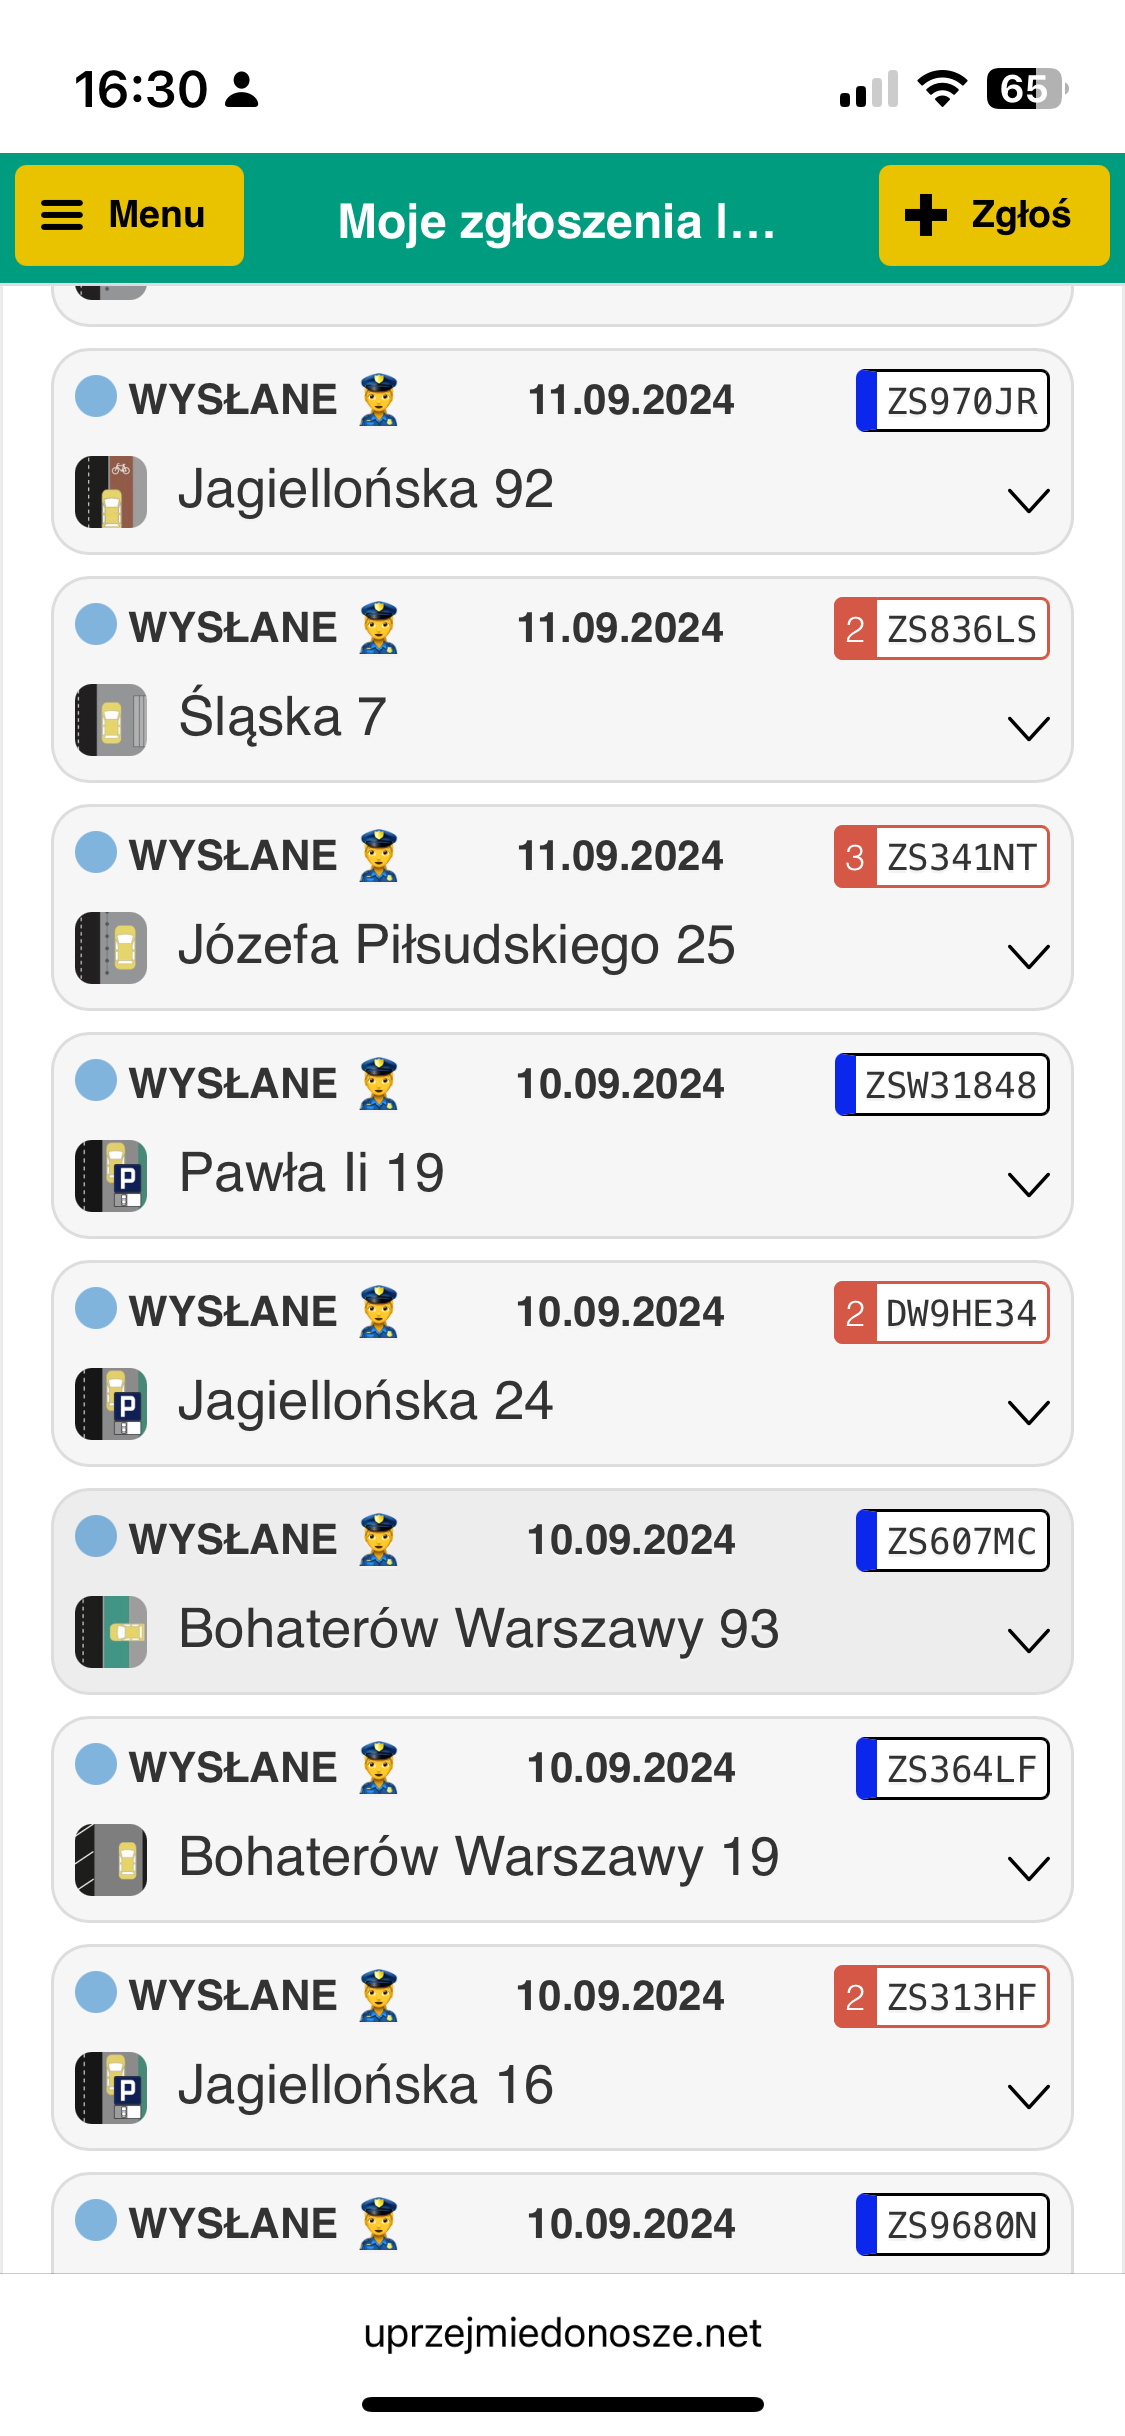 16:30
65
Menu
Moje zgłoszenia I...
Zgłoś
WYSŁANE 11.09.2024 ZS970JR
Jagiellońska 92
WYSŁANE 11.09.2024 2 ZS836LS
Śląska 7
WYSŁANE 11.09.2024 3 ZS341NT
Józefa Piłsudskiego 25
WYSŁANE 10.09.2024 ZSW31848
P
Pawła Ii 19
WYSŁANE 10.09.2024 2 DW9HE34
P
Jagiellońska 24
WYSŁANE 10.09.2024 ZS607MC
Bohaterów Warszawy 93
WYSŁANE 10.09.2024 ZS364LF
Bohaterów Warszawy 19
WYSŁANE 10.09.2024 2 ZS313HF
P
Jagiellońska 16
WYSŁANE 10.09.2024 ZS9680N
uprzejmiedonosze.net